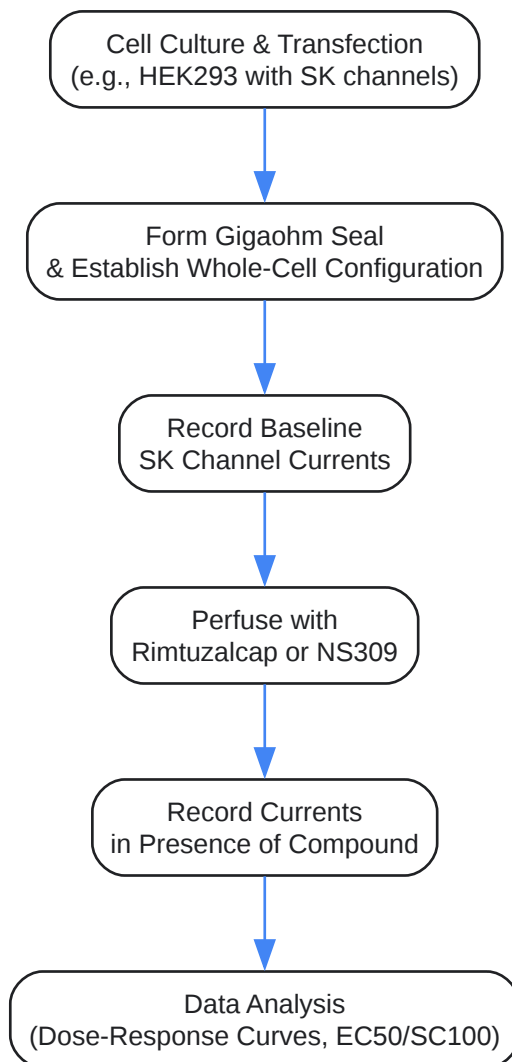 Cell Culture & Transfection
(e.g., HEK293 with SK channels)
Form Gigaohm Seal
& Establish Whole-Cell Configuration
Record Baseline
SK Channel Currents
Perfuse with
Rimtuzalcap or NS309
Record Currents
in Presence of Compound
Data Analysis
(Dose-Response Curves, EC50/SC100)